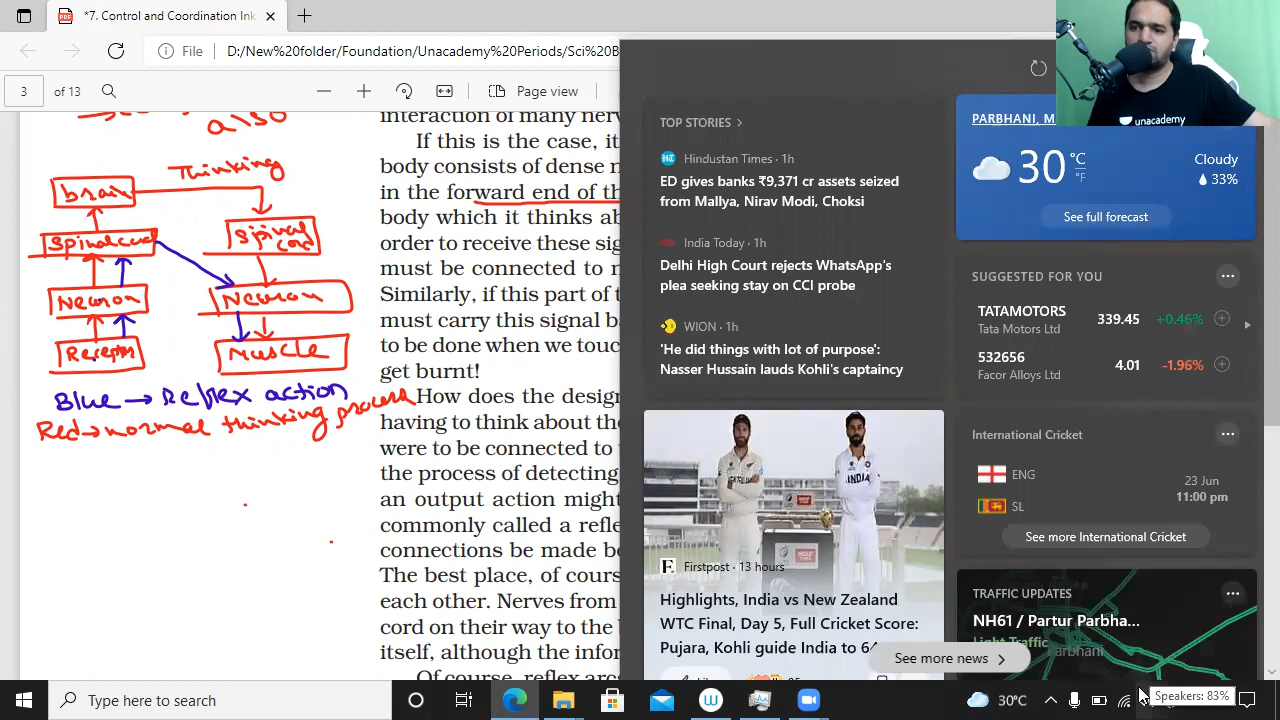 *7. Control and Coordination Ink
File
D:/New%20folder/Foundation/Unacademy%20Periods/Sci%20B
3
of 13
Page view
also
brain
Thinking
Spinal cord
Spinal cord
Neuron
Neuron
Receptor
Muscle
Blue → Reflex action
Red → normal thinking process
interaction of many nerv
If this is the case, it
body consists of dense n
in the forward end of th
body which it thinks ab
order to receive these sig
must be connected to n
Similarly, if this part of t
must carry this signal ba
to be done when we touc
get burnt!
How does the design
having to think about the
were to be connected to
the process of detecting
an output action might
commonly called a refle
connections be made be
The best place, of cours
each other. Nerves from
cord on their way to the b
itself, although the infor
Of course, reflex arcs
TOP STORIES
Hindustan Times · 1h
ED gives banks ₹9,371 cr assets seized
from Mallya, Nirav Modi, Choksi
India Today · 1h
Delhi High Court rejects WhatsApp's
plea seeking stay on CCI probe
WION · 1h
'He did things with lot of purpose':
Nasser Hussain lauds Kohli's captaincy
INDIA
Firstpost · 13 hours
Highlights, India vs New Zealand
WTC Final, Day 5, Full Cricket Score:
Pujara, Kohli guide India to 64
See more news
unacademy
PARBHANI, M
30 °C
°F
Cloudy
33%
See full forecast
SUGGESTED FOR YOU
TATAMOTORS
Tata Motors Ltd
339.45
+0.46%
532656
Facor Alloys Ltd
4.01
-1.96%
International Cricket
ENG
SL
23 Jun
11:00 pm
See more International Cricket
TRAFFIC UPDATES
NH61 / Partur Parbha...
Light Traffic
Parbhani
Type here to search
30°C
Speakers: 83%